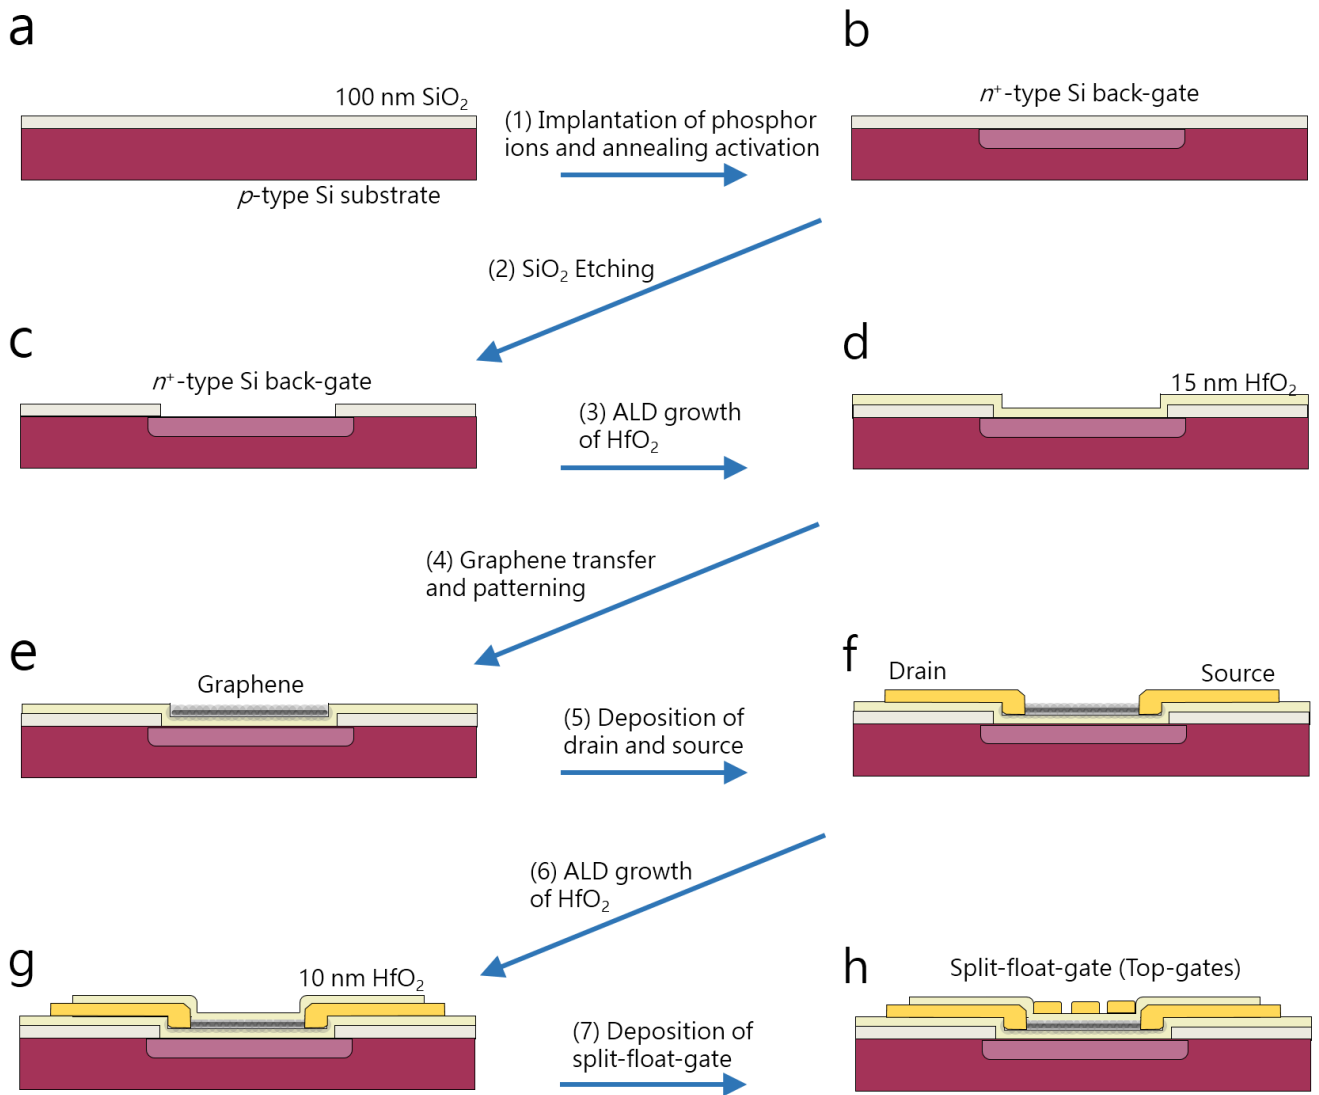 a
b
100 nm SiO₂
n⁺-type Si back-gate
(1) Implantation of phosphor
ions and annealing activation
p-type Si substrate
(2) SiO₂ Etching
c
d
n⁺-type Si back-gate
15 nm HfO₂
(3) ALD growth
of HfO₂
(4) Graphene transfer
and patterning
e
f
Graphene
Drain
Source
(5) Deposition of
drain and source
(6) ALD growth
of HfO₂
g
h
10 nm HfO₂
Split-float-gate (Top-gates)
(7) Deposition of
split-float-gate